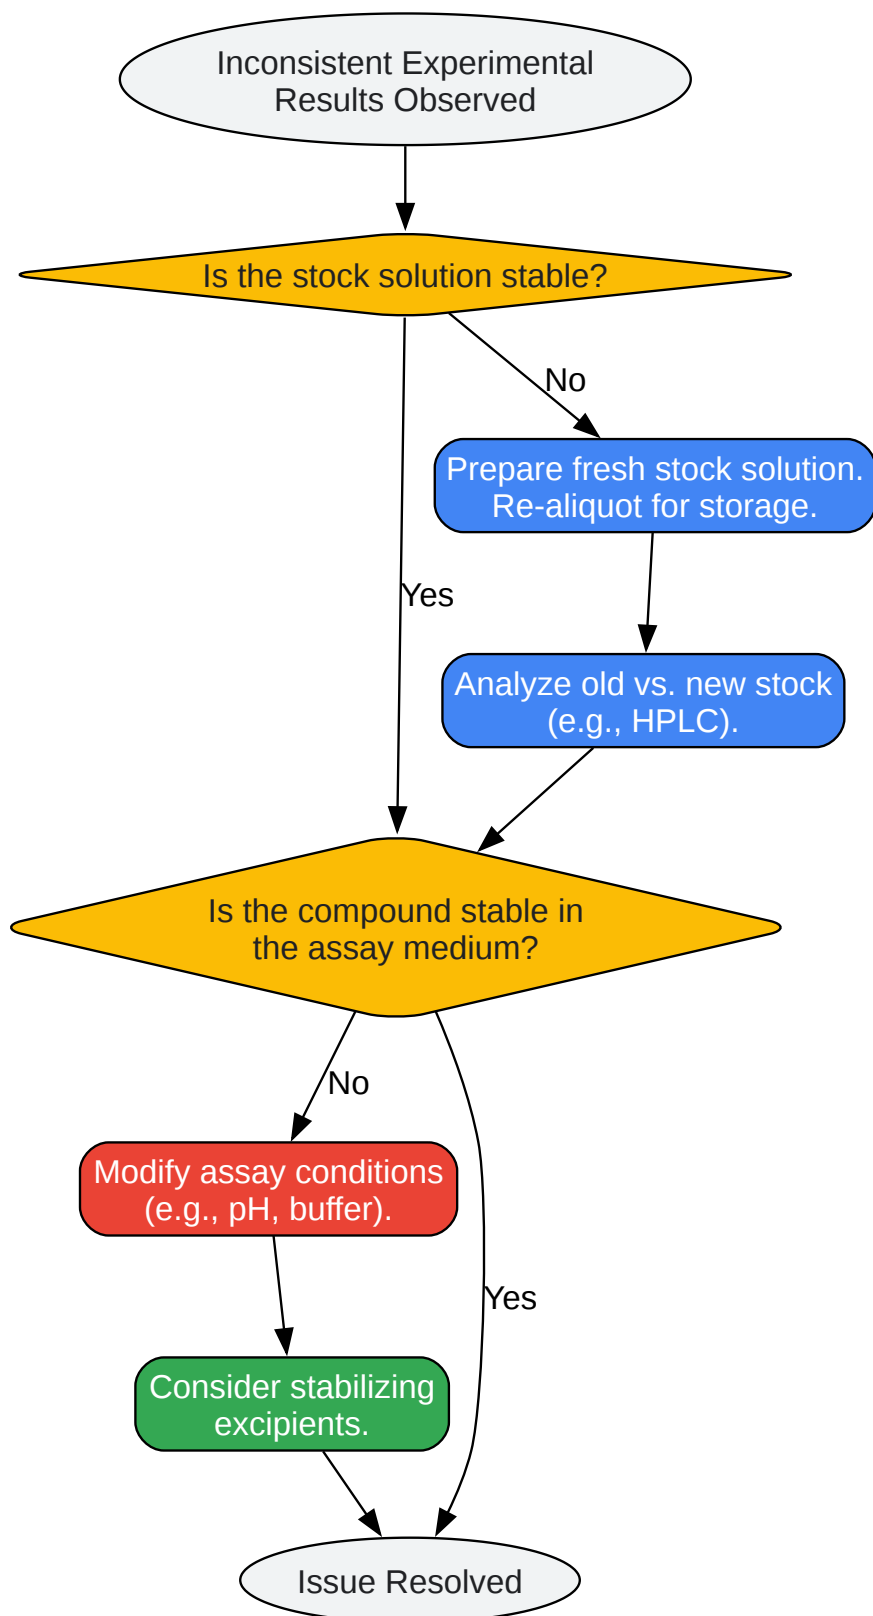 Inconsistent Experimental
Results Observed
Is the stock solution stable?
No
Prepare fresh stock solution.
Re-aliquot for storage.
Yes
Analyze old vs. new stock
(e.g., HPLC).
Is the compound stable in
the assay medium?
No
Modify assay conditions
(e.g., pH, buffer).
Yes
Consider stabilizing
excipients.
Issue Resolved